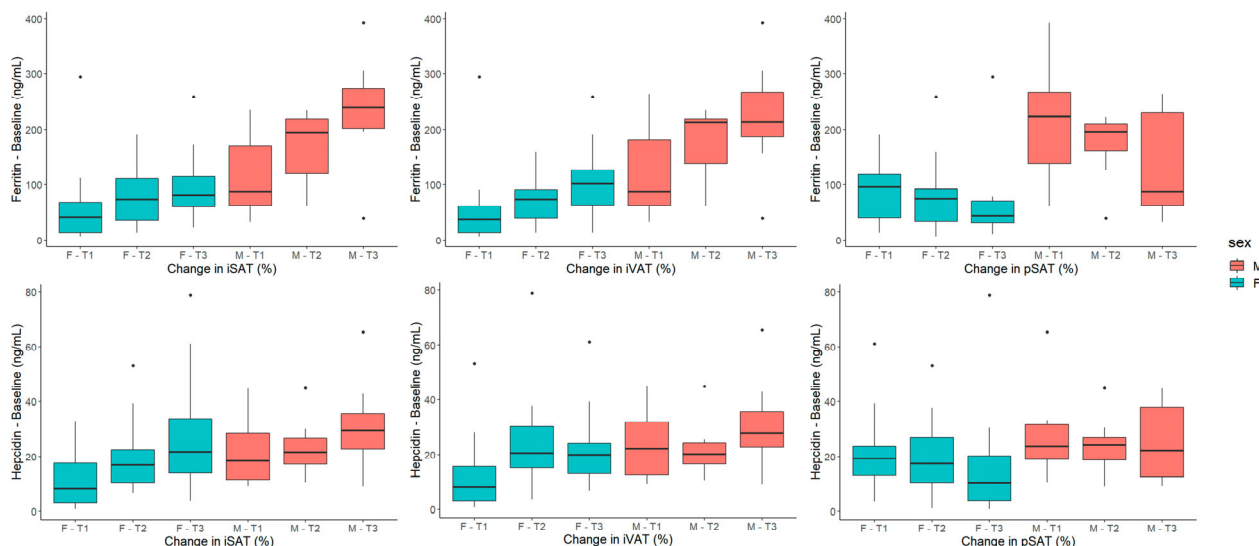 Ferritin - Baseline (ng/mL)
400
300
200
100
0
F - T1 F - T2 F - T3 M - T1 M - T2 M - T3
Change in iSAT (%)
Ferritin - Baseline (ng/mL)
400
300
200
100
0
F - T1 F - T2 F - T3 M - T1 M - T2 M - T3
Change in iVAT (%)
Ferritin - Baseline (ng/mL)
400
300
200
100
0
F - T1 F - T2 F - T3 M - T1 M - T2 M - T3
Change in pSAT (%)
sex
M
F
Hepcidin - Baseline (ng/mL)
80
60
40
20
0
F - T1 F - T2 F - T3 M - T1 M - T2 M - T3
Change in iSAT (%)
Hepcidin - Baseline (ng/mL)
80
60
40
20
0
F - T1 F - T2 F - T3 M - T1 M - T2 M - T3
Change in iVAT (%)
Hepcidin - Baseline (ng/mL)
80
60
40
20
0
F - T1 F - T2 F - T3 M - T1 M - T2 M - T3
Change in pSAT (%)